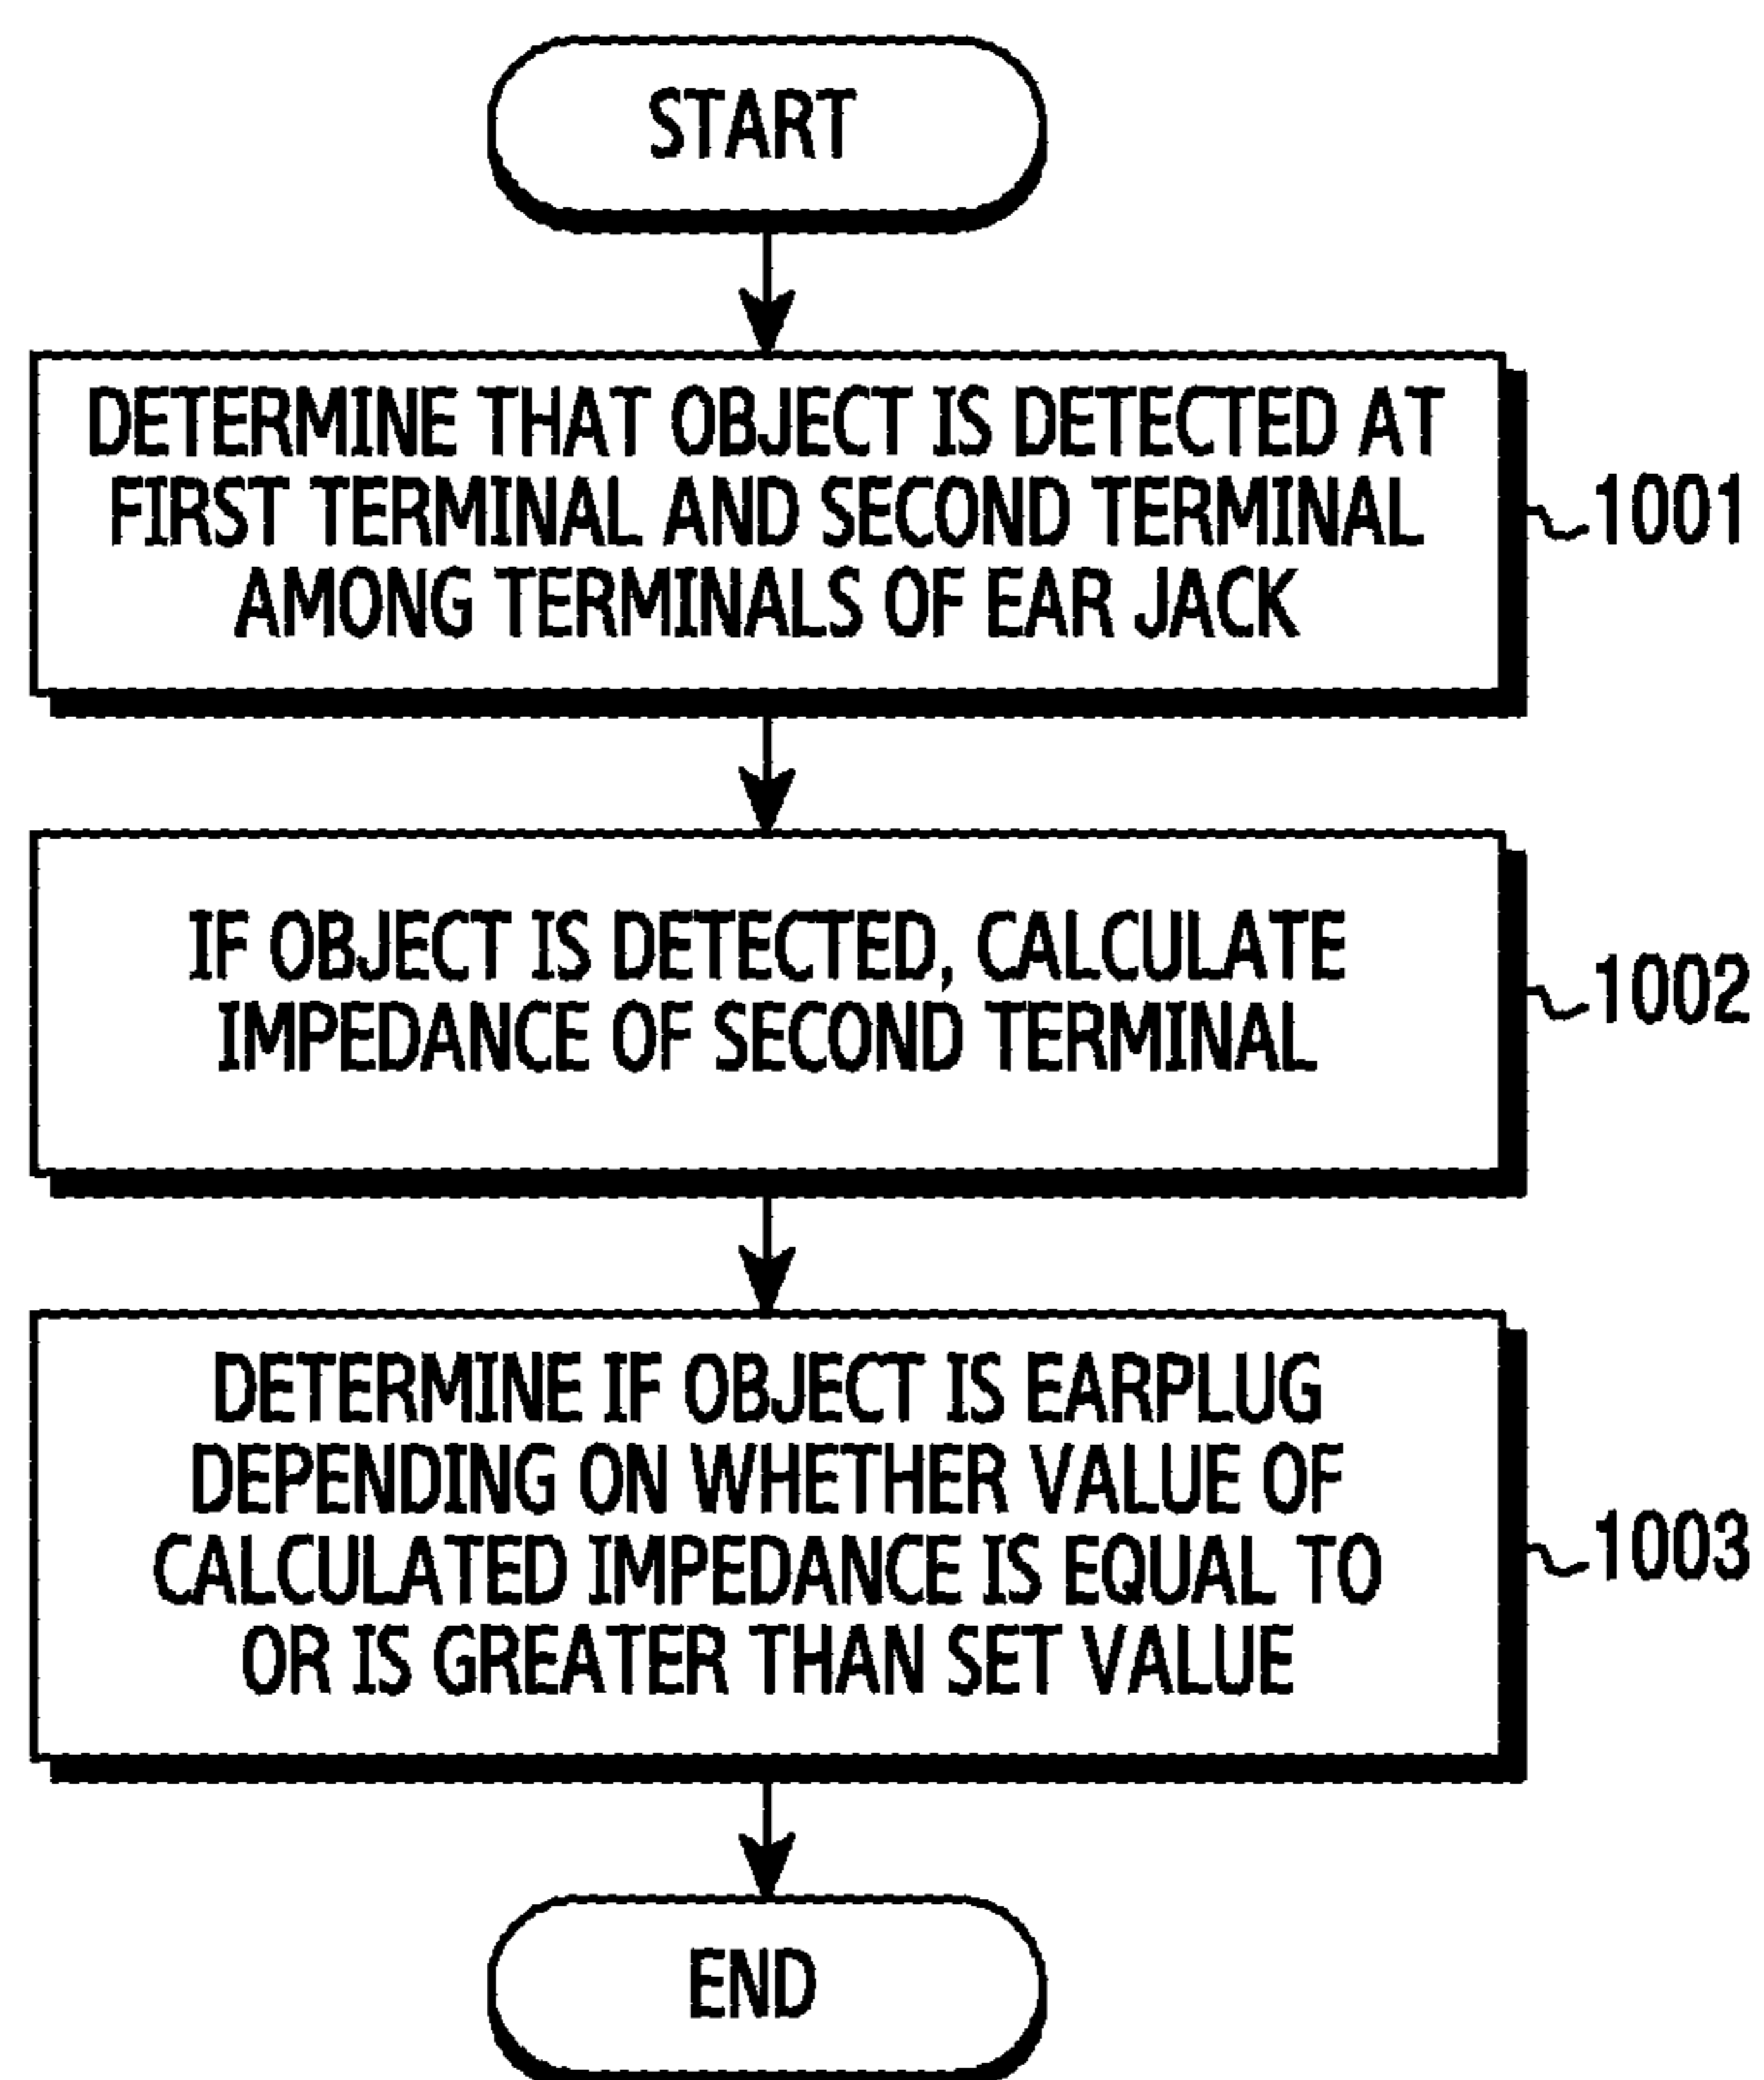 START
DETERMINE THAT OBJECT IS DETECTED AT
FIRST TERMINAL AND SECOND TERMINAL
AMONG TERMINALS OF EAR JACK
1001
IF OBJECT IS DETECTED, CALCULATE
IMPEDANCE OF SECOND TERMINAL
1002
DETERMINE IF OBJECT IS EARPLUG
DEPENDING ON WHETHER VALUE OF
CALCULATED IMPEDANCE IS EQUAL TO
OR IS GREATER THAN SET VALUE
1003
END